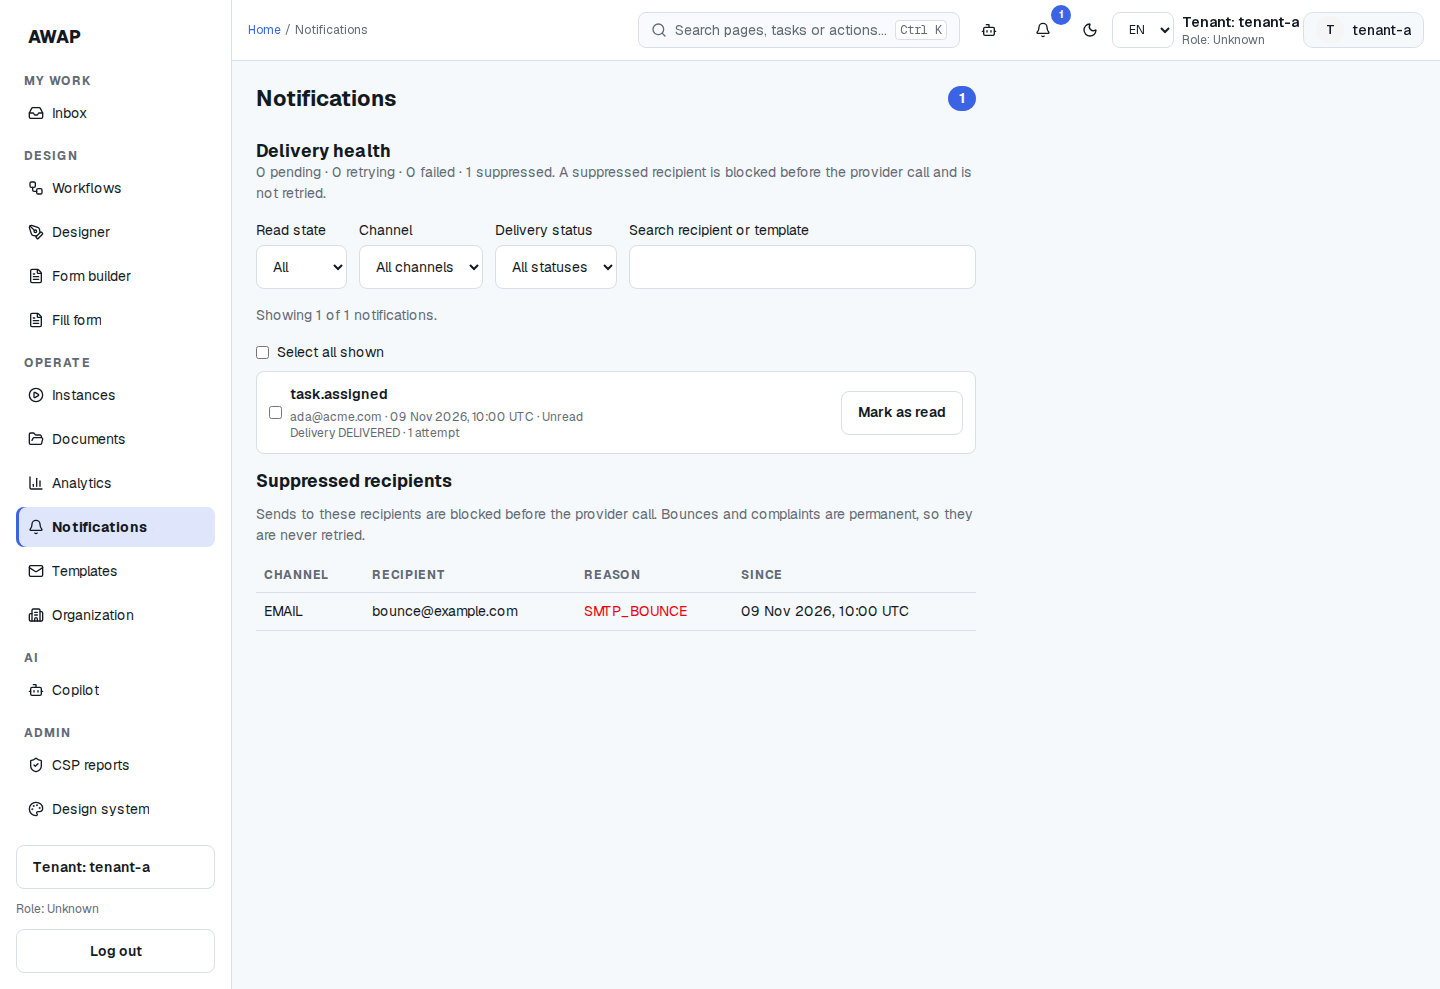 AWAP
MY WORK
Inbox
DESIGN
Workflows
Designer
Form builder
Fill form
OPERATE
Instances
Documents
Analytics
Notifications
Templates
Organization
AI
Copilot
ADMIN
CSP reports
Design system
Tenant: tenant-a
Role: Unknown
Log out
Home / Notifications
Search pages, tasks or actions... Ctrl K
1
EN
Tenant: tenant-a
Role: Unknown
T tenant-a
Notifications 1
Delivery health
0 pending · 0 retrying · 0 failed · 1 suppressed. A suppressed recipient is blocked before the provider call and is
not retried.
Read state Channel Delivery status Search recipient or template
All All channels All statuses
Showing 1 of 1 notifications.
Select all shown
task.assigned
ada@acme.com · 09 Nov 2026, 10:00 UTC · Unread
Delivery DELIVERED · 1 attempt
Mark as read
Suppressed recipients
Sends to these recipients are blocked before the provider call. Bounces and complaints are permanent, so they
are never retried.
CHANNEL RECIPIENT REASON SINCE
EMAIL bounce@example.com SMTP_BOUNCE 09 Nov 2026, 10:00 UTC